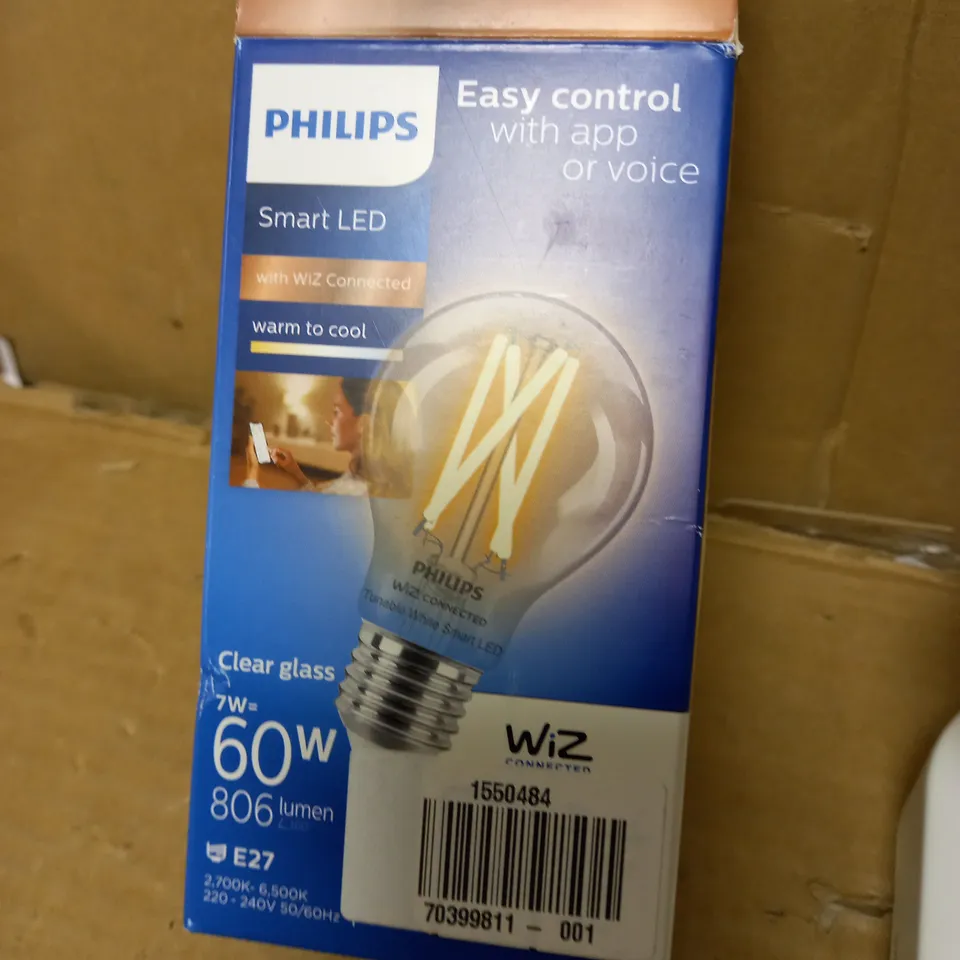 PHILIPS
Easy control
with app
or voice
Smart LED
with WiZ Connected
warm to cool
PHILIPS
WiZ CONNECTED
Tunable White Smart LED
Clear glass
7W=
60W
806 lumen
E27
2,700K- 6,500K
220 - 240V 50/60Hz
WiZ
CONNECTED
1550484
70399811 - 001